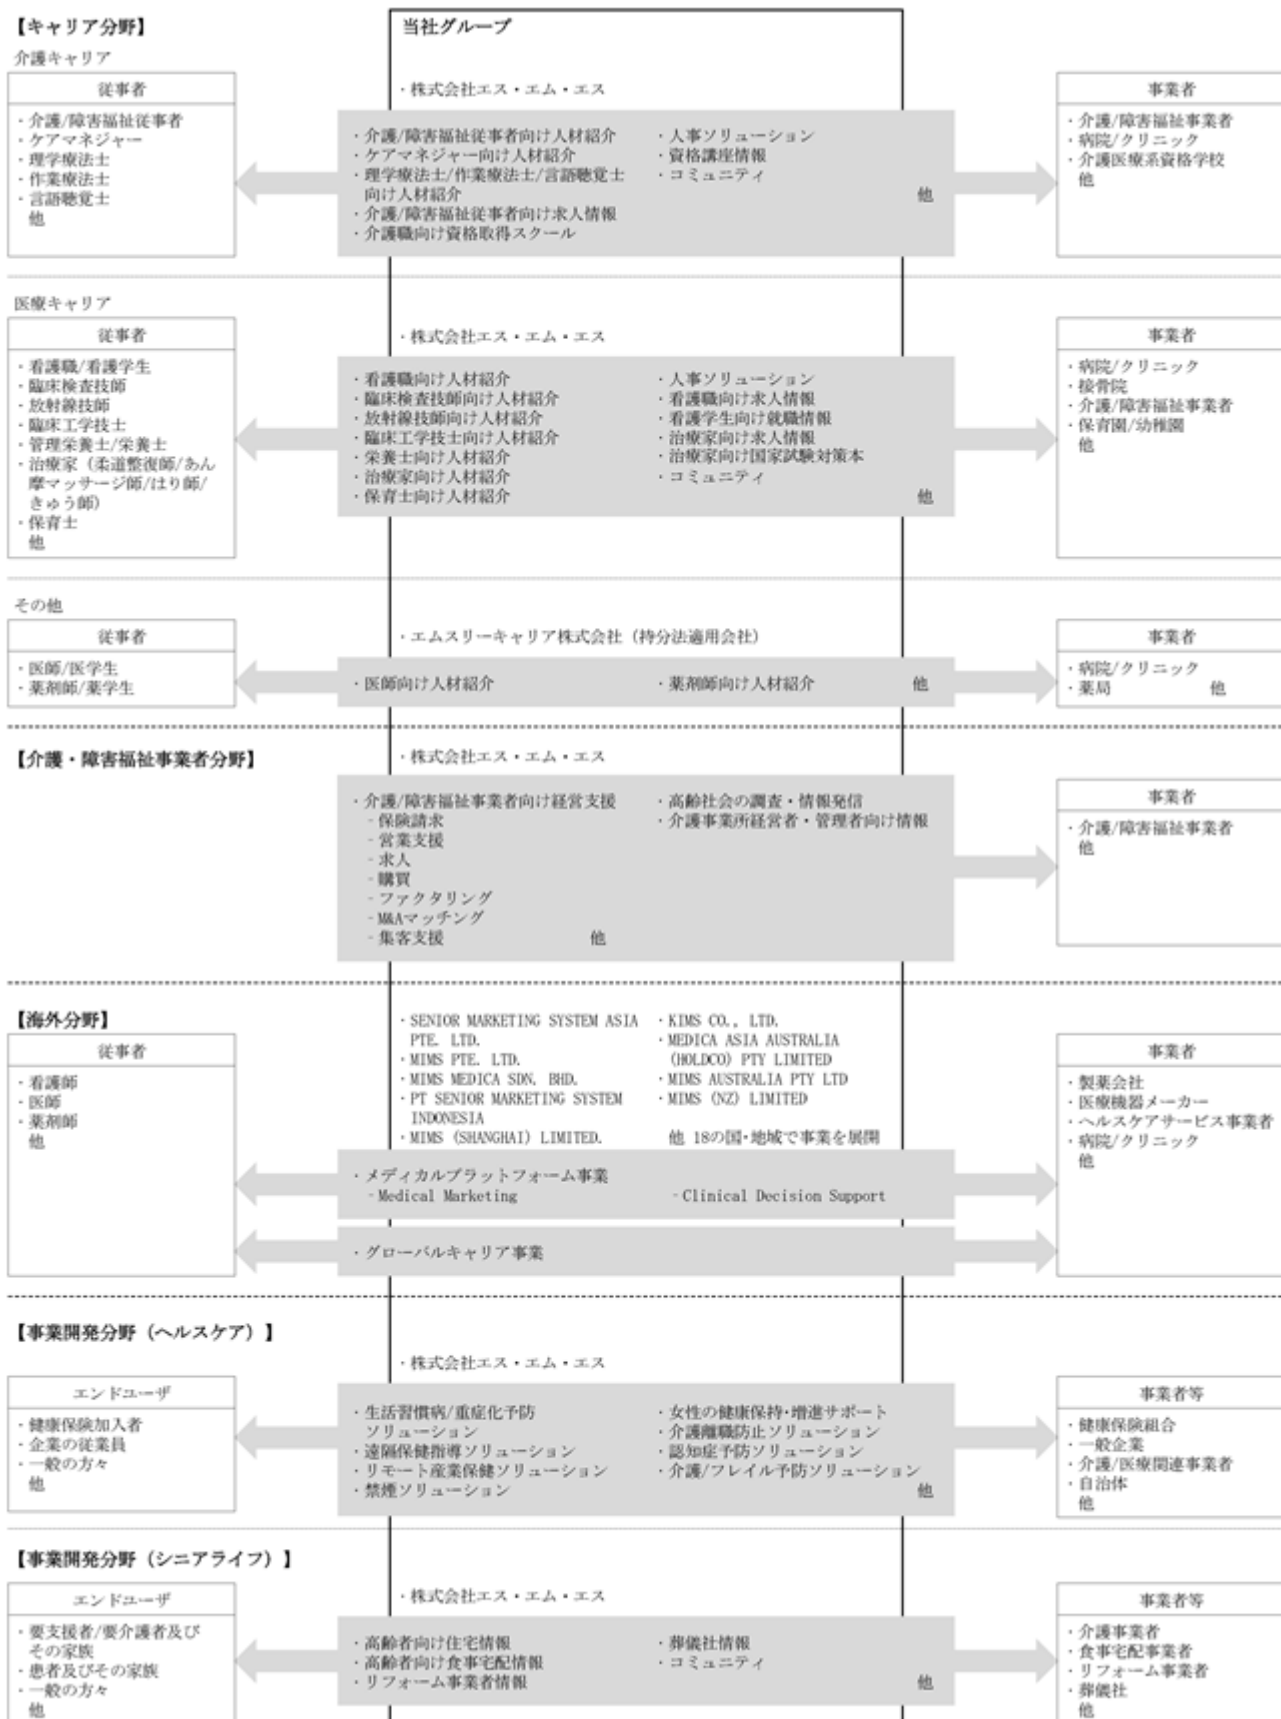 【キャリア分野】
当社グループ
介護キャリア
従事者
・介護/障害福祉従事者
・ケアマネジャー
・理学療法士
・作業療法士
・言語聴覚士
他
・株式会社エス・エム・エス
・介護/障害福祉従事者向け人材紹介
・ケアマネジャー向け人材紹介
・理学療法士/作業療法士/言語聴覚士
向け人材紹介
・介護/障害福祉従事者向け求人情報
・介護職向け資格取得スクール
・人事ソリューション
・資格講座情報
・コミュニティ
他
事業者
・介護/障害福祉事業者
・病院/クリニック
・介護医療系資格学校
他
医療キャリア
従事者
・看護職/看護学生
・臨床検査技師
・放射線技師
・臨床工学技士
・管理栄養士/栄養士
・治療家（柔道整復師/あん
摩マッサージ師/はり師/
きゅう師）
・保育士
他
・株式会社エス・エム・エス
・看護職向け人材紹介
・臨床検査技師向け人材紹介
・放射線技師向け人材紹介
・臨床工学技士向け人材紹介
・栄養士向け人材紹介
・治療家向け人材紹介
・保育士向け人材紹介
・人事ソリューション
・看護職向け求人情報
・看護学生向け就職情報
・治療家向け求人情報
・治療家向け国家試験対策本
・コミュニティ
他
事業者
・病院/クリニック
・接骨院
・介護/障害福祉事業者
・保育園/幼稚園
他
その他
従事者
・医師/医学生
・薬剤師/薬学生
・エムスリーキャリア株式会社（持分法適用会社）
・医師向け人材紹介
・薬剤師向け人材紹介
他
事業者
・病院/クリニック
・薬局 他
【介護・障害福祉事業者分野】
・株式会社エス・エム・エス
・介護/障害福祉事業者向け経営支援
- 保険請求
- 営業支援
- 求人
- 購買
- ファクタリング
- M&Aマッチング
- 集客支援 他
・高齢社会の調査・情報発信
・介護事業所経営者・管理者向け情報
事業者
・介護/障害福祉事業者
他
【海外分野】
従事者
・看護師
・医師
・薬剤師
他
・SENIOR MARKETING SYSTEM ASIA
PTE. LTD.
・MIMS PTE. LTD.
・MIMS MEDICA SDN. BHD.
・PT SENIOR MARKETING SYSTEM
INDONESIA
・MIMS (SHANGHAI) LIMITED.
・KIMS CO., LTD.
・MEDICA ASIA AUSTRALIA
(HOLDCO) PTY LIMITED
・MIMS AUSTRALIA PTY LTD
・MIMS (NZ) LIMITED
他 18の国・地域で事業を展開
・メディカルプラットフォーム事業
- Medical Marketing
- Clinical Decision Support
・グローバルキャリア事業
事業者
・製薬会社
・医療機器メーカー
・ヘルスケアサービス事業者
・病院/クリニック
他
【事業開発分野（ヘルスケア）】
エンドユーザ
・健康保険加入者
・企業の従業員
・一般の方々
他
・株式会社エス・エム・エス
・生活習慣病/重症化予防
ソリューション
・遠隔保健指導ソリューション
・リモート産業保健ソリューション
・禁煙ソリューション
・女性の健康保持・増進サポート
・介護離職防止ソリューション
・認知症予防ソリューション
・介護/フレイル予防ソリューション
他
事業者等
・健康保険組合
・一般企業
・介護/医療関連事業者
・自治体
他
【事業開発分野（シニアライフ）】
エンドユーザ
・要支援者/要介護者及び
その家族
・患者及びその家族
・一般の方々
他
・株式会社エス・エム・エス
・高齢者向け住宅情報
・高齢者向け食事宅配情報
・リフォーム事業者情報
・葬儀社情報
・コミュニティ
他
事業者等
・介護事業者
・食事宅配事業者
・リフォーム事業者
・葬儀社
他